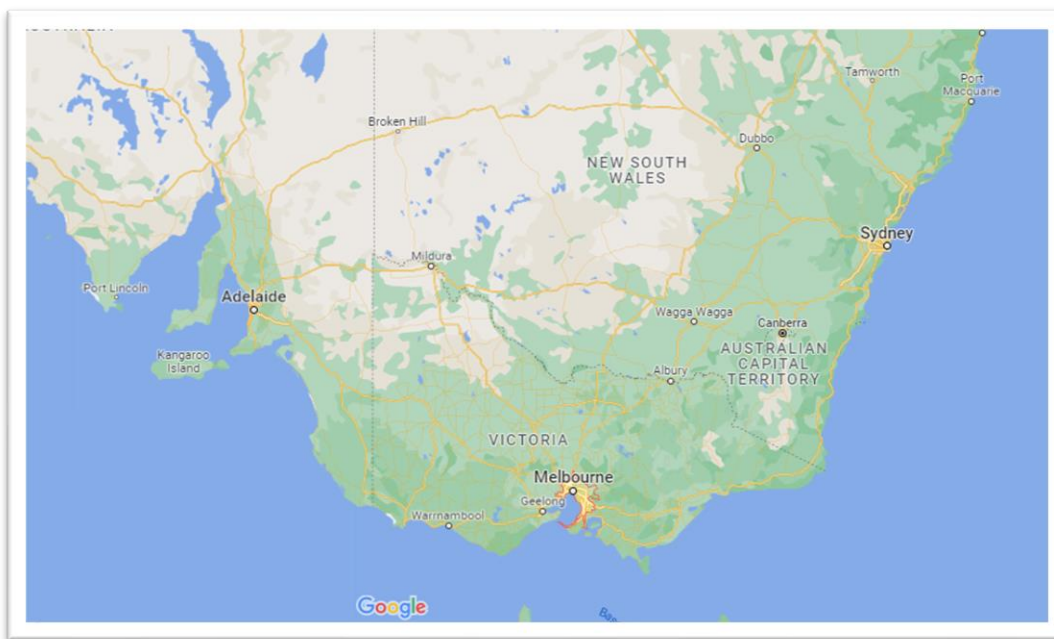 Tamworth
Port
Macquarie
Broken Hill
Dubbo
NEW SOUTH
WALES
Sydney
Mildura
Port Lincoln
Adelaide
Wagga Wagga
Canberra
Kangaroo
Island
AUSTRALIAN
CAPITAL
TERRITORY
Albury
VICTORIA
Melbourne
Geelong
Warrnambool
Google